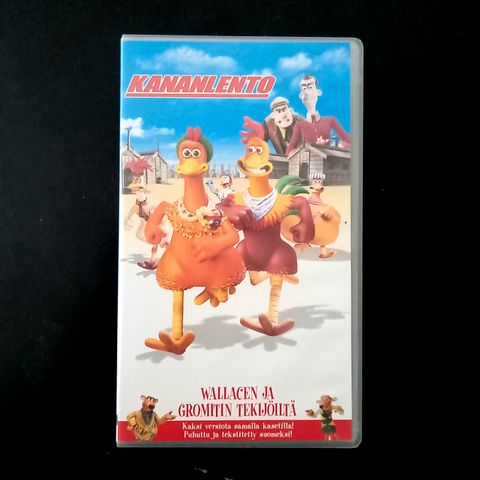 KANANLENTO
WALLACEN JA
GROMITIN TEKIJÖILTÄ
Kaksi versiota samalla kasetilla!
Puhuttu ja tekstitetty suomeksi!